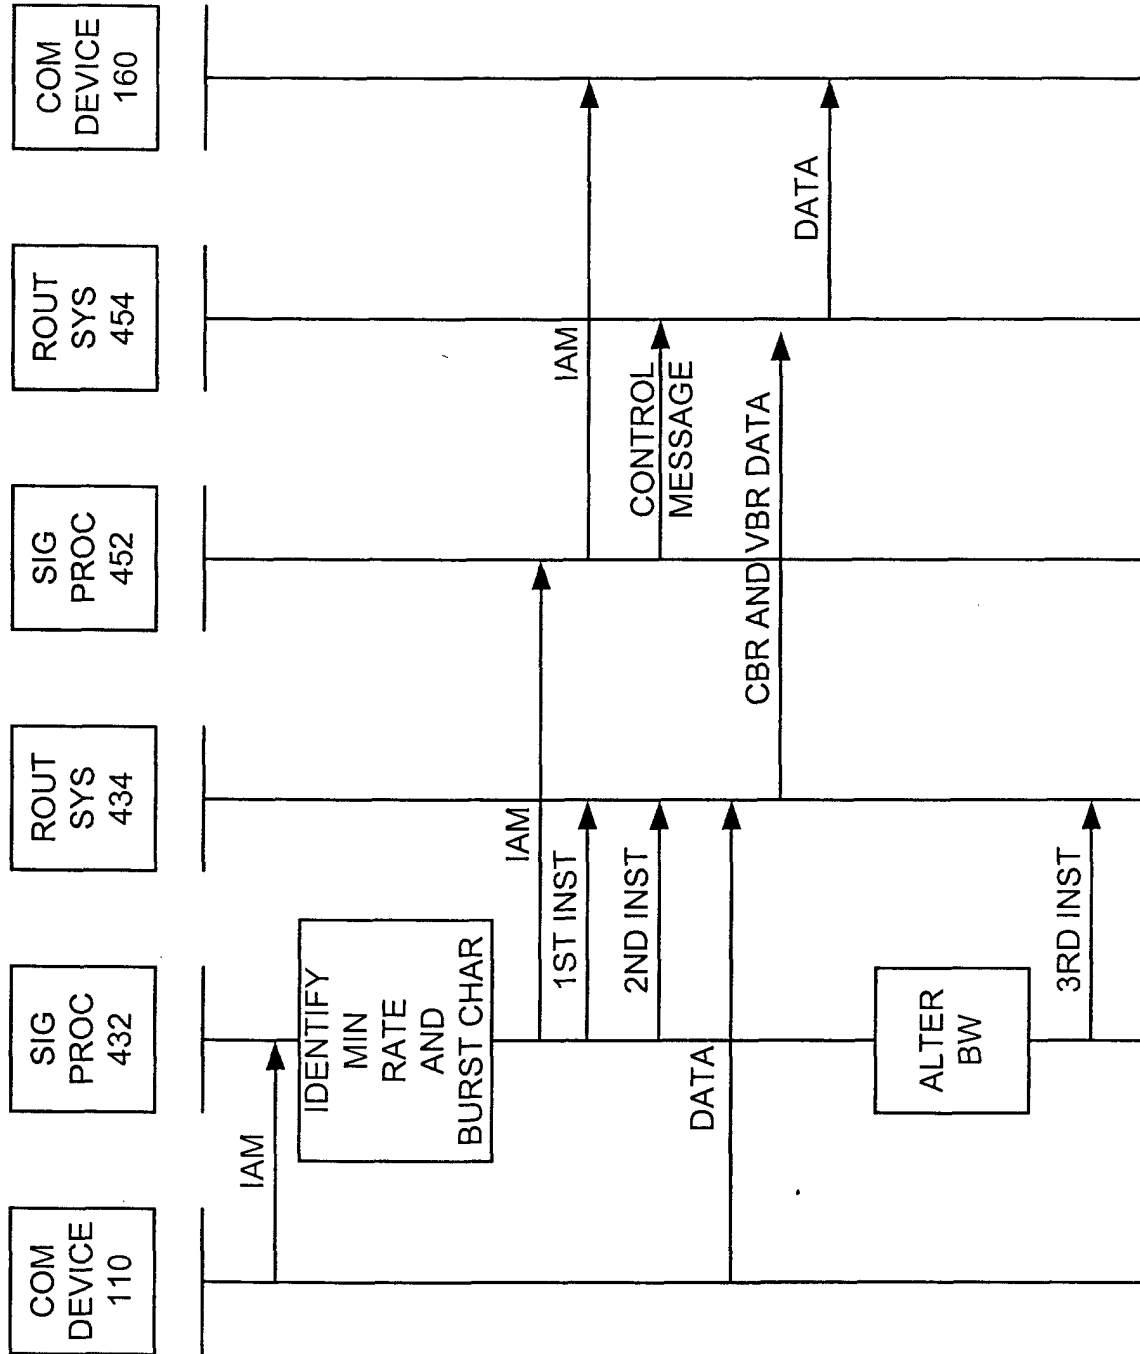 COM
DEVICE
110
SIG
PROC
432
ROUT
SYS
434
SIG
PROC
452
ROUT
SYS
454
COM
DEVICE
160
IAM
IDENTIFY
MIN
RATE
AND
BURST CHAR
IAM
1ST INST
IAM
2ND INST
CONTROL
MESSAGE
DATA
CBR AND VBR DATA
DATA
ALTER
BW
3RD INST